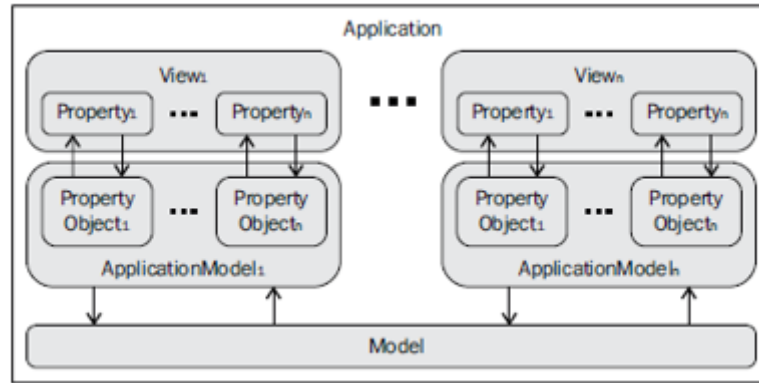 Application
View₁
Viewₙ
Property₁
Propertyₙ
Property₁
Propertyₙ
Property
Object₁
Property
Objectₙ
Property
Object₁
Property
Objectₙ
ApplicationModel₁
ApplicationModelₙ
Model